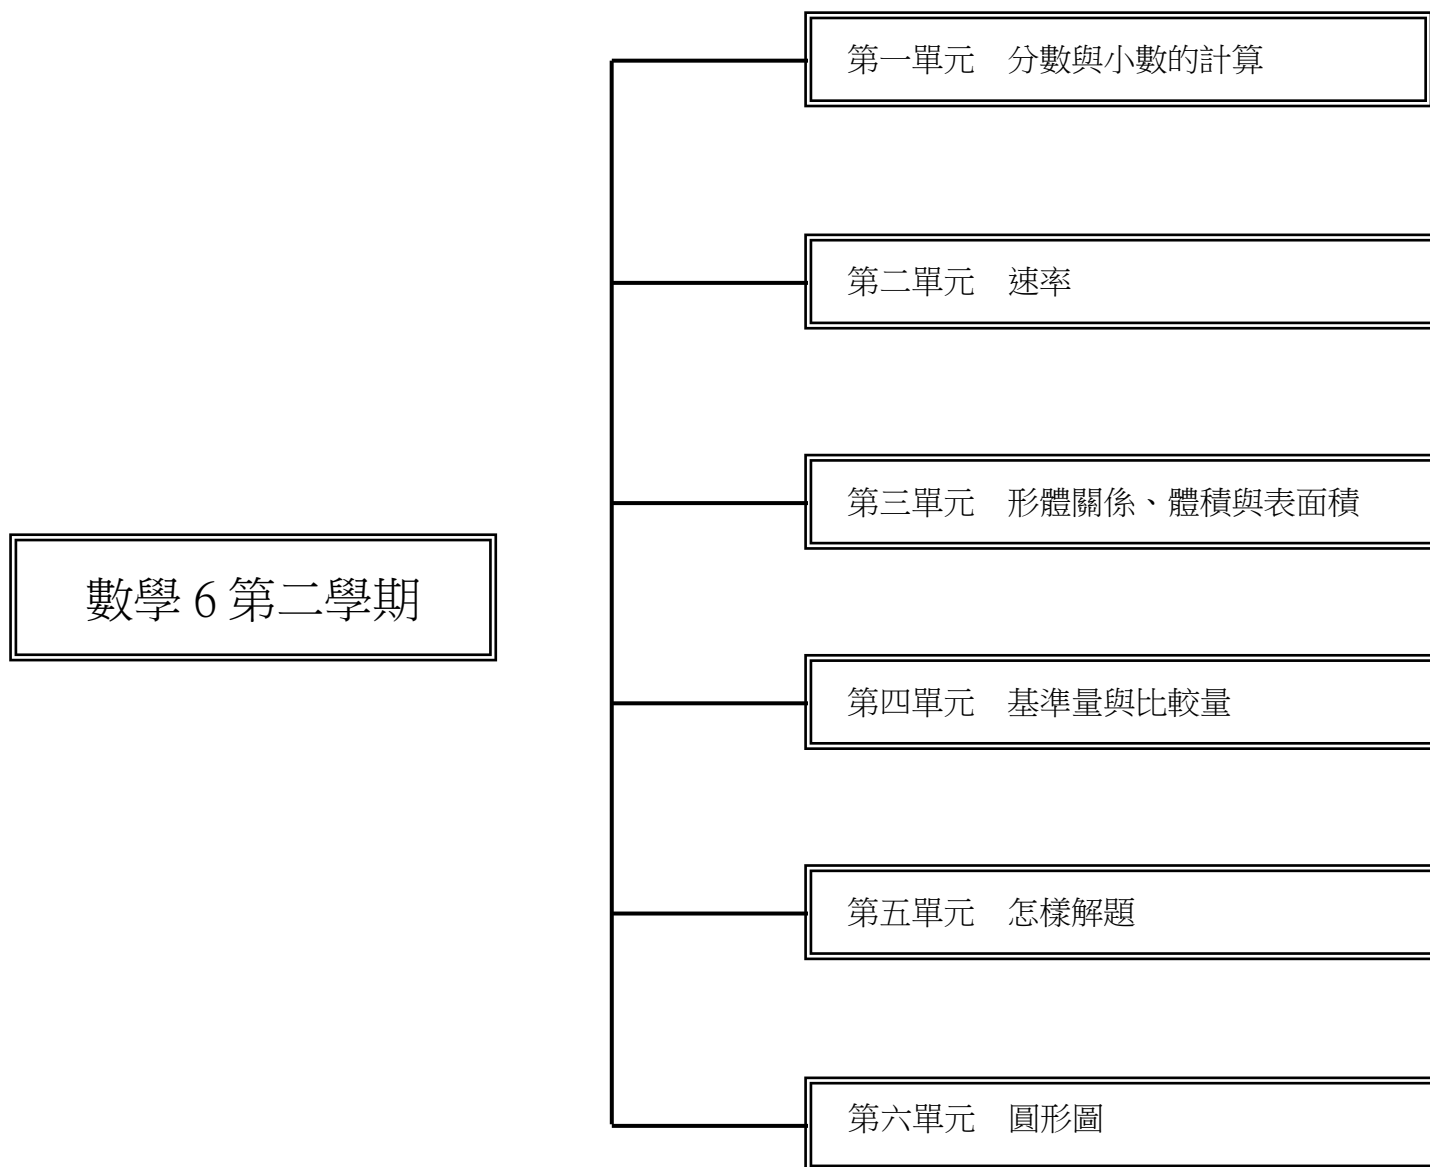 第一單元　分數與小數的計算
第二單元　速率
第三單元　形體關係、體積與表面積
數學 6 第二學期
第四單元　基準量與比較量
第五單元　怎樣解題
第六單元　圓形圖